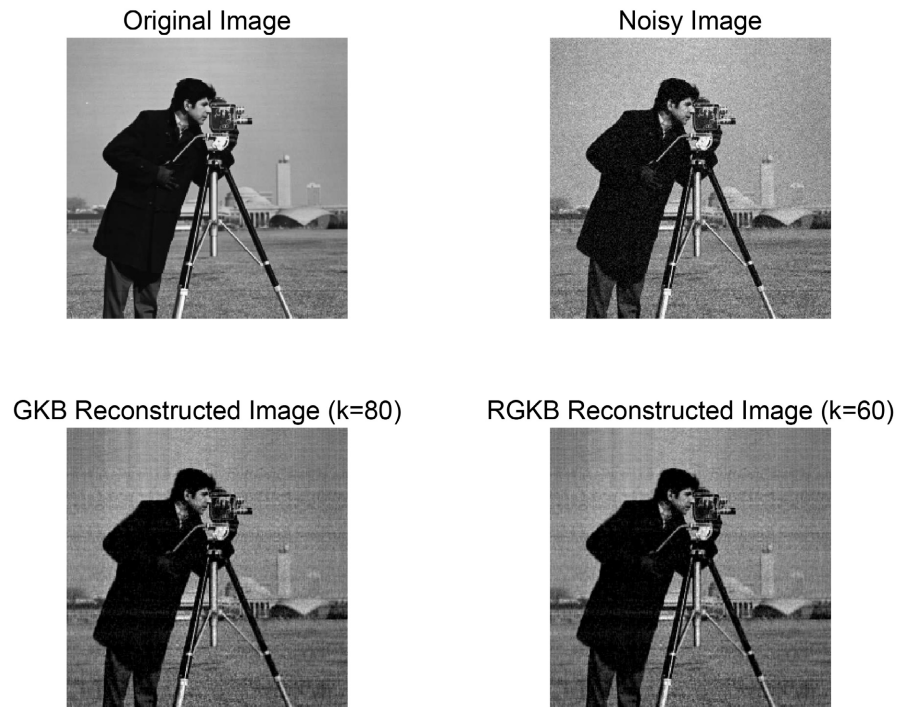 Original Image
Noisy Image
GKB Reconstructed Image (k=80)
RGKB Reconstructed Image (k=60)